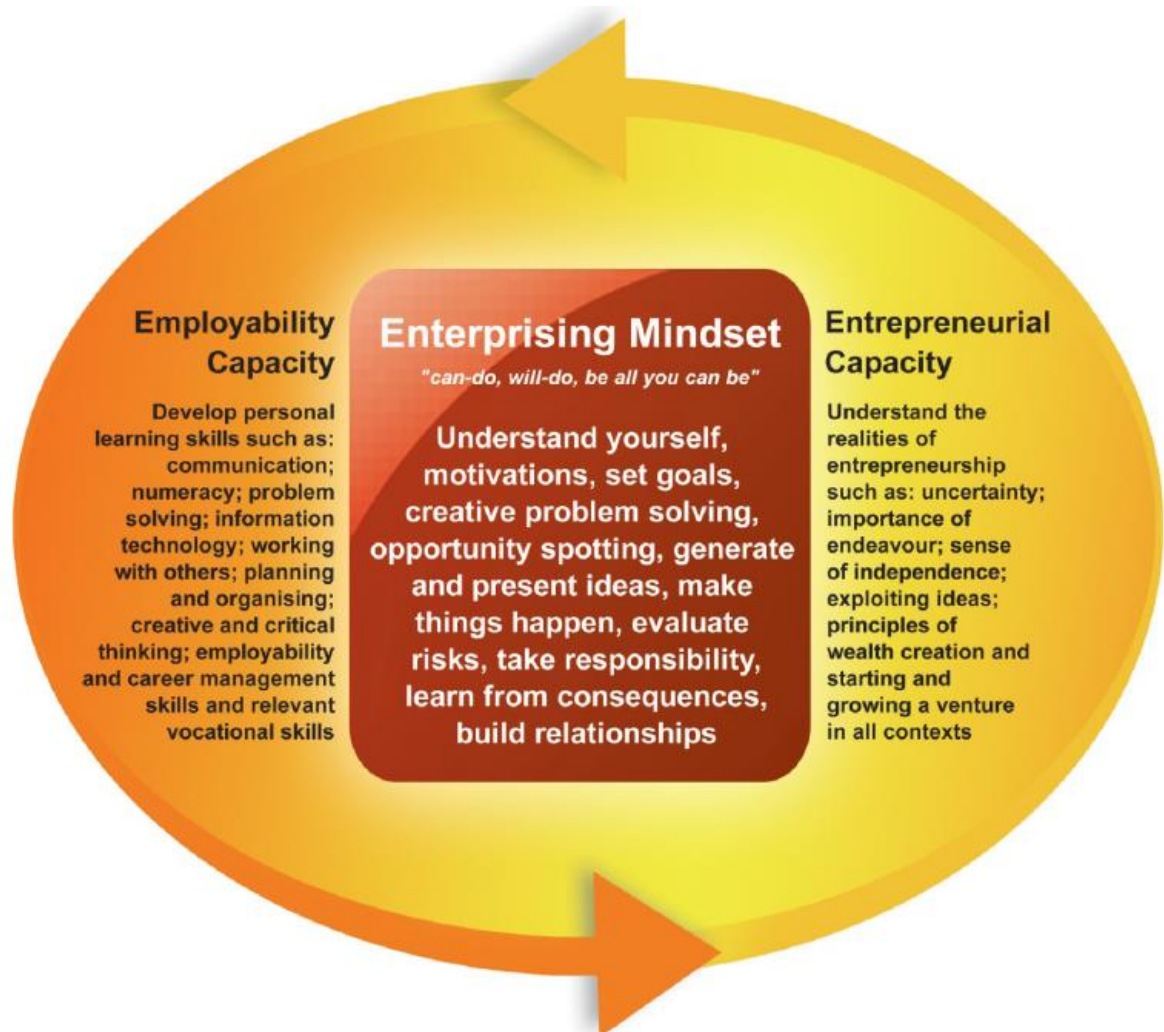 Employability
Capacity
Develop personal
learning skills such as:
communication;
numeracy; problem
solving; information
technology; working
with others; planning
and organising;
creative and critical
thinking; employability
and career management
skills and relevant
vocational skills
Enterprising Mindset
"can-do, will-do, be all you can be"
Understand yourself,
motivations, set goals,
creative problem solving,
opportunity spotting, generate
and present ideas, make
things happen, evaluate
risks, take responsibility,
learn from consequences,
build relationships
Entrepreneurial
Capacity
Understand the
realities of
entrepreneurship
such as: uncertainty;
importance of
endeavour; sense
of independence;
exploiting ideas;
principles of
wealth creation and
starting and
growing a venture
in all contexts